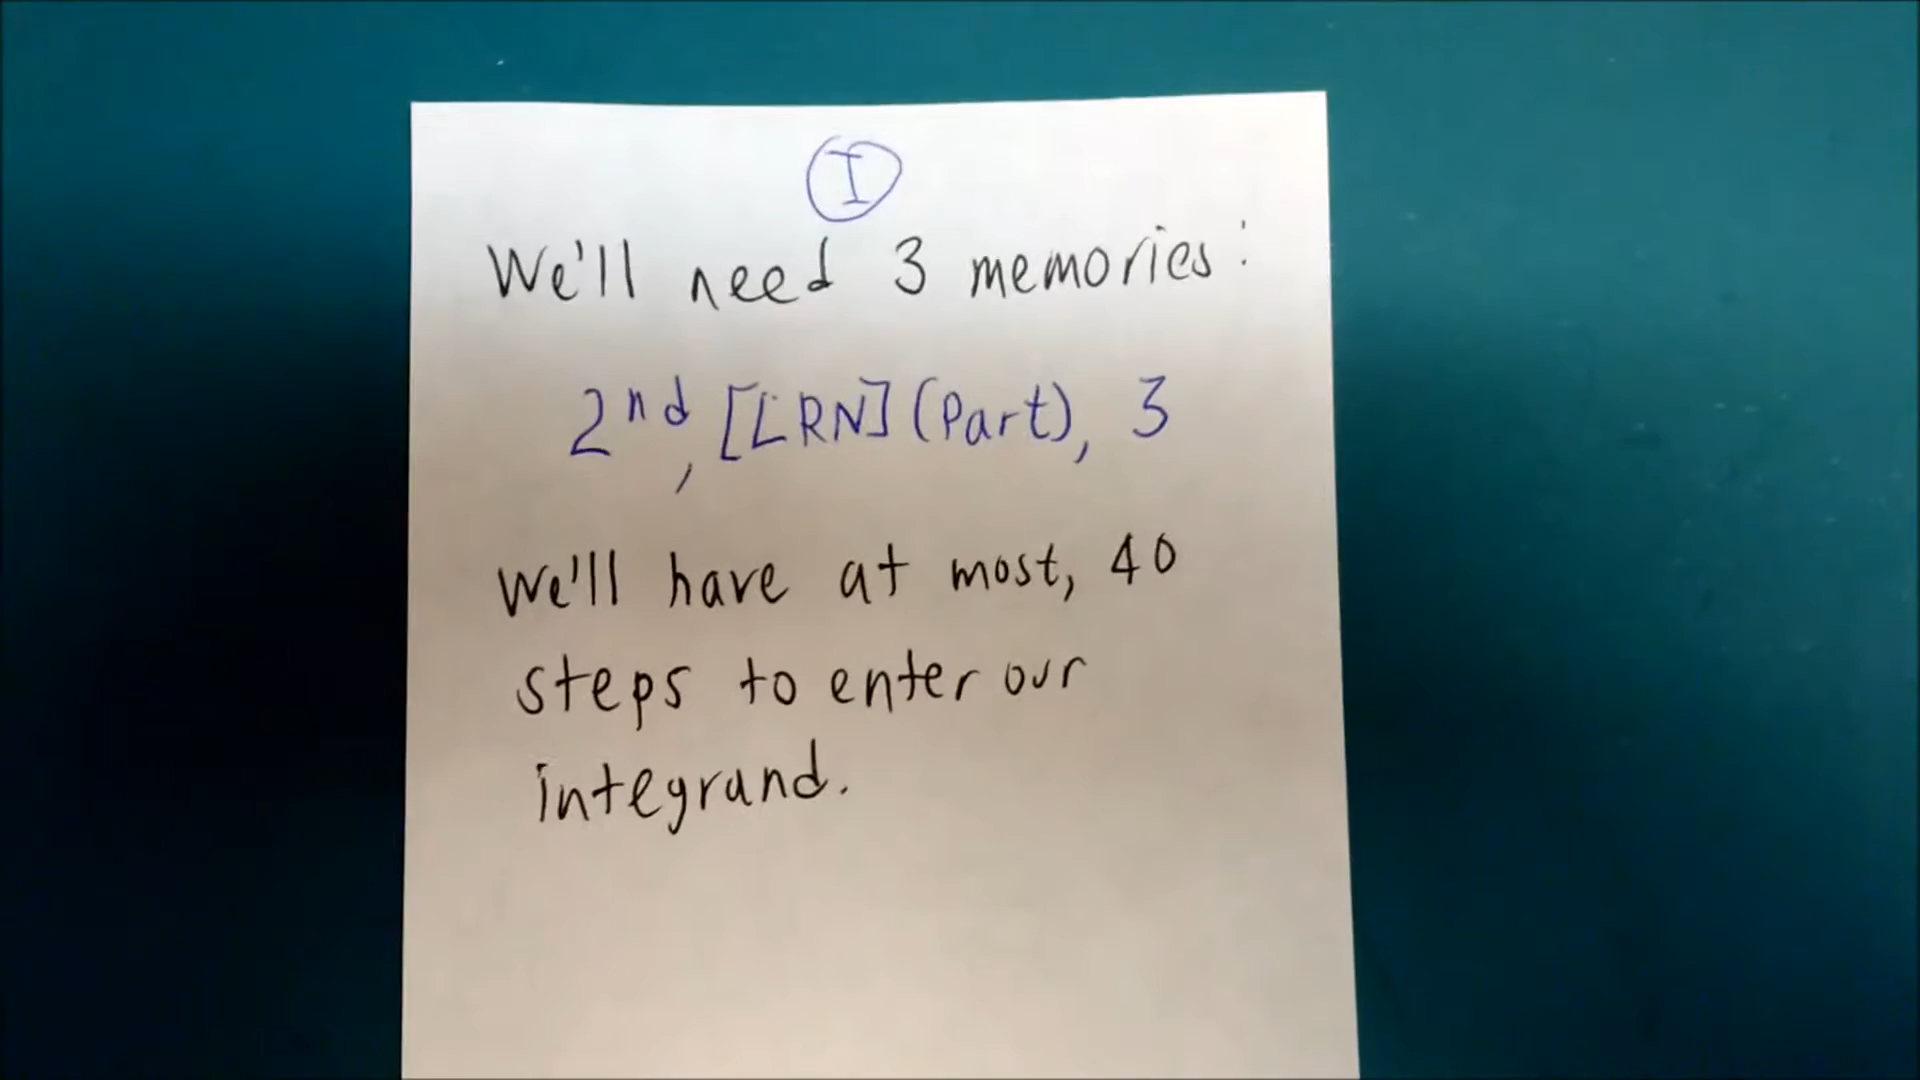 I
We'll need 3 memories:
2nd, [LRN] (Part), 3
We'll have at most, 40
steps to enter our
integrand.